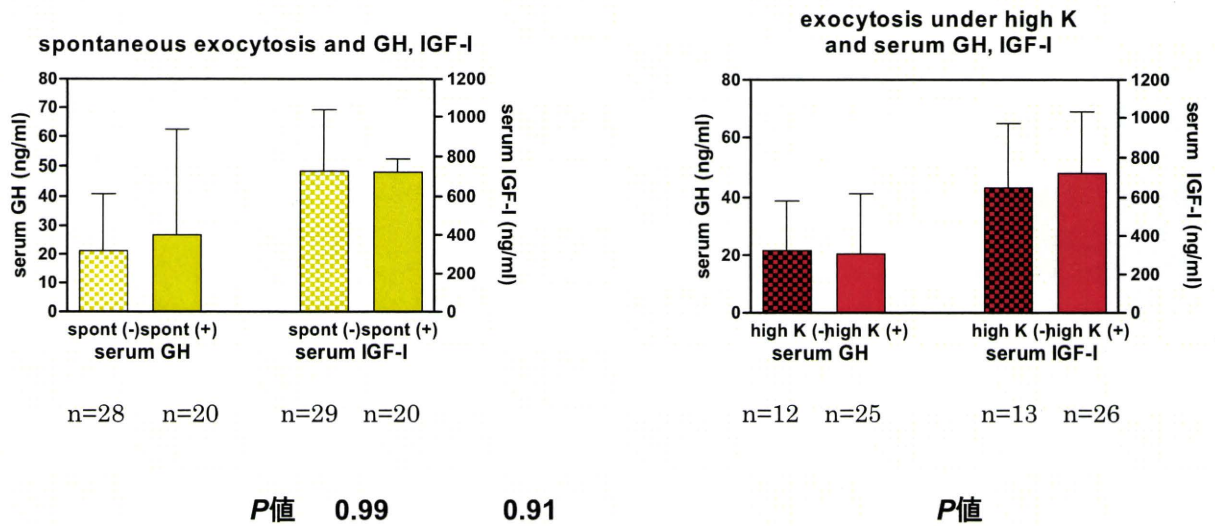 spontaneous exocytosis and GH, IGF-I
80
70
60
50
40
30
20
10
0
serum GH (ng/ml)
1200
1000
800
600
400
200
0
serum IGF-I (ng/ml)
spont (-)spont (+)
serum GH
spont (-)spont (+)
serum IGF-I
n=28 n=20 n=29 n=20
P値 0.99 0.91
exocytosis under high K
and serum GH, IGF-I
80
60
40
20
0
serum GH (ng/ml)
1200
1000
800
600
400
200
0
serum IGF-I (ng/ml)
high K (-)high K (+)
serum GH
high K (-)high K (+)
serum IGF-I
n=12 n=25 n=13 n=26
P値